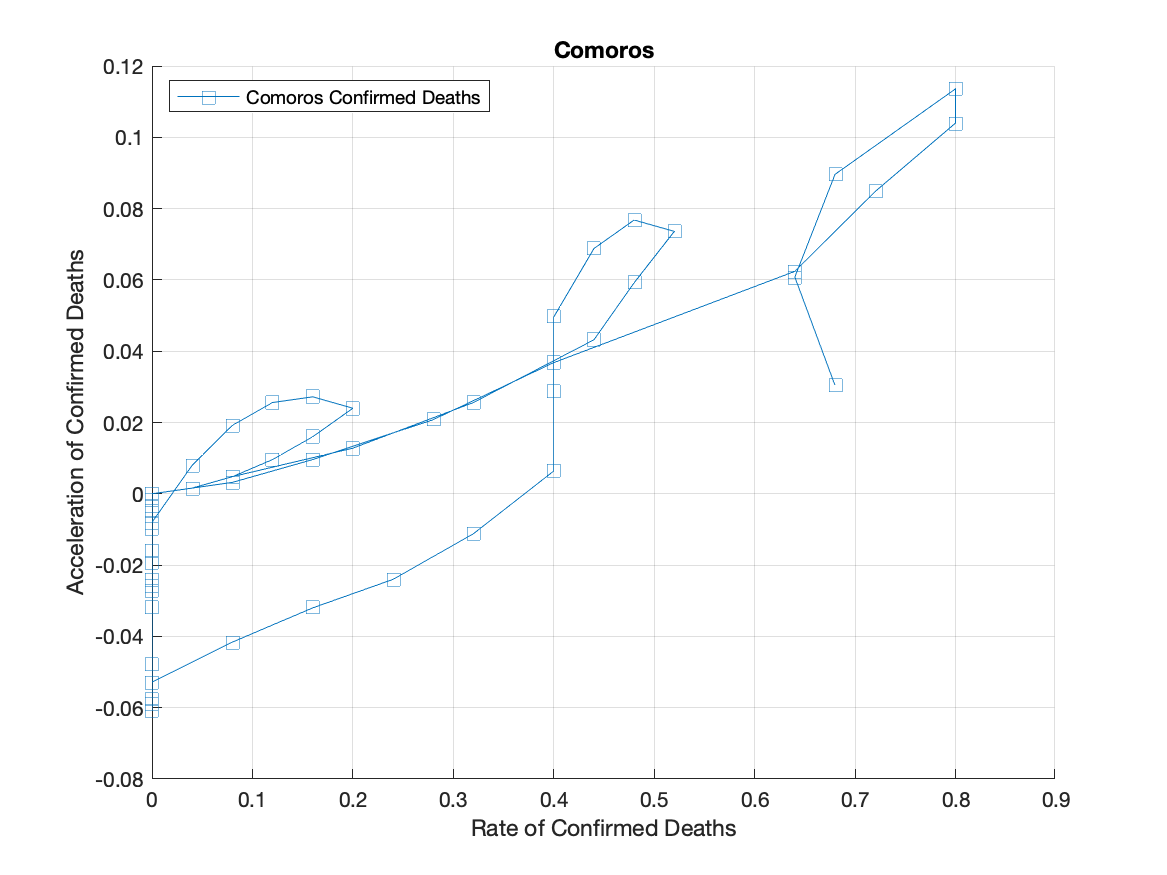 Comoros
Comoros Confirmed Deaths
0.12
0.1
0.08
0.06
0.04
0.02
0
-0.02
-0.04
-0.06
-0.08
Acceleration of Confirmed Deaths
0 0.1 0.2 0.3 0.4 0.5 0.6 0.7 0.8 0.9
Rate of Confirmed Deaths